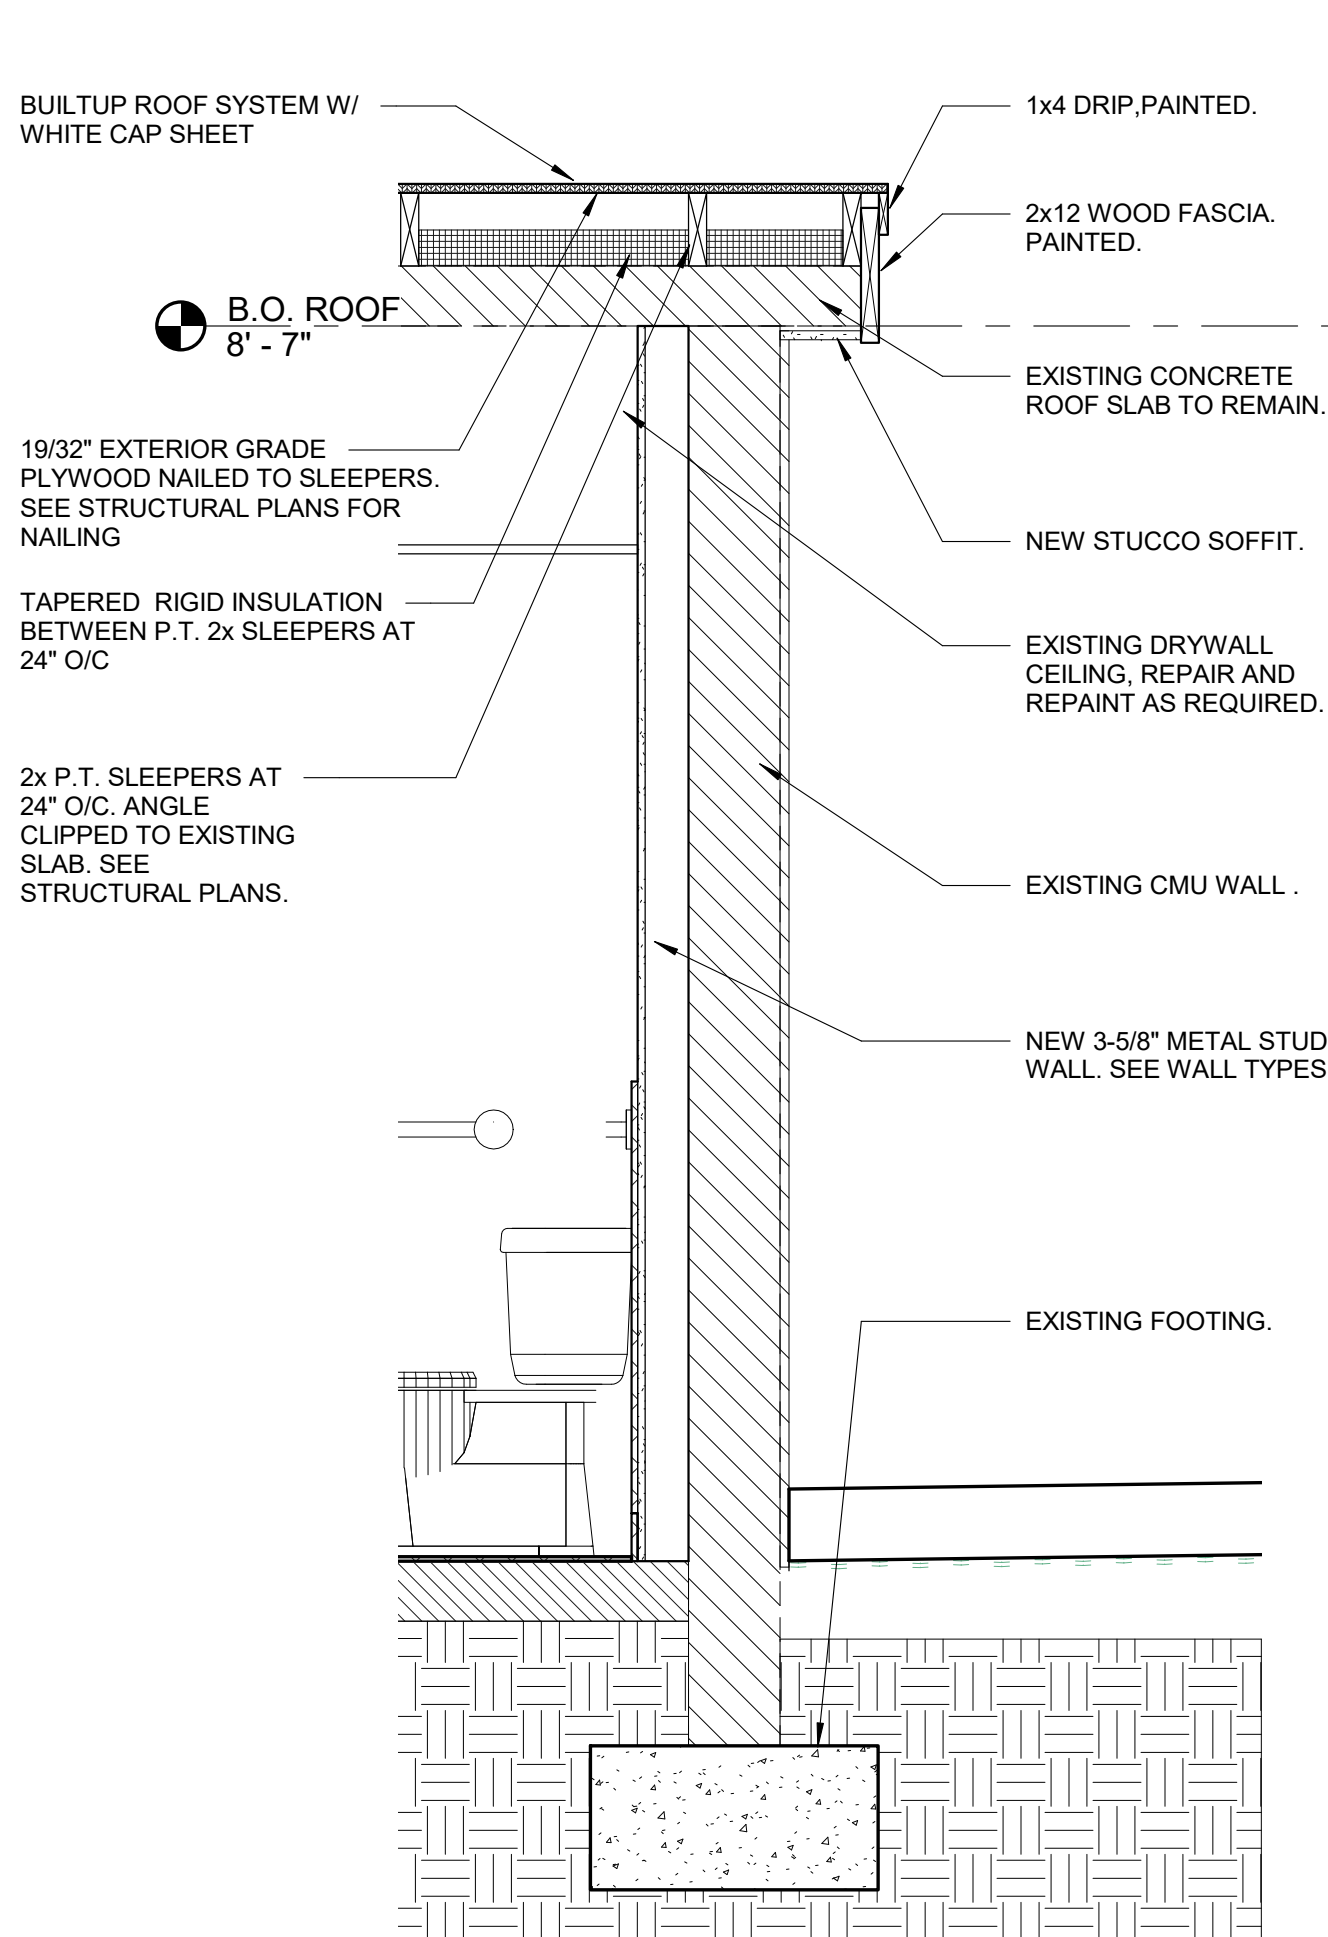 BUILTUP ROOF SYSTEM W/
WHITE CAP SHEET
1x4 DRIP,PAINTED.
2x12 WOOD FASCIA.
PAINTED.
B.O. ROOF
8' - 7"
EXISTING CONCRETE
ROOF SLAB TO REMAIN.
19/32" EXTERIOR GRADE
PLYWOOD NAILED TO SLEEPERS.
SEE STRUCTURAL PLANS FOR
NAILING
NEW STUCCO SOFFIT.
TAPERED  RIGID INSULATION
BETWEEN P.T. 2x SLEEPERS AT
24" O/C
EXISTING DRYWALL
CEILING, REPAIR AND
REPAINT AS REQUIRED.
2x P.T. SLEEPERS AT
24" O/C. ANGLE
CLIPPED TO EXISTING
SLAB. SEE
STRUCTURAL PLANS.
EXISTING CMU WALL .
NEW 3-5/8" METAL STUD
WALL. SEE WALL TYPES
EXISTING FOOTING.